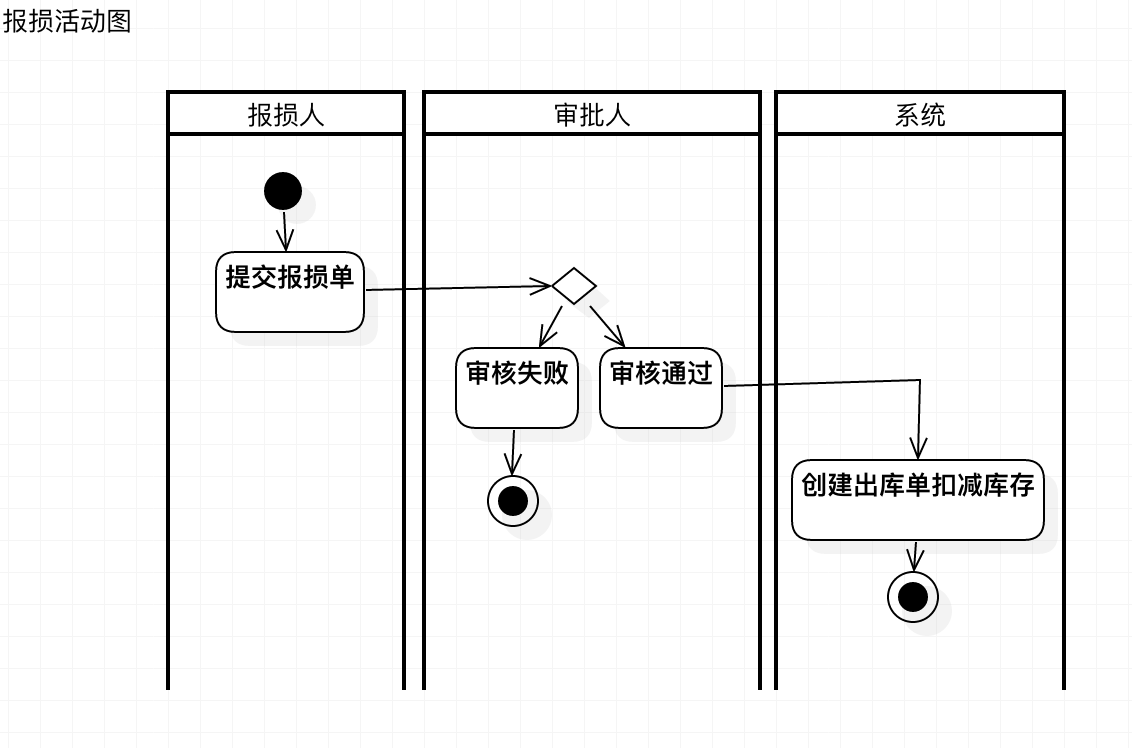 报损活动图
报损人
审批人
系统
提交报损单
审核失败
审核通过
创建出库单扣减库存